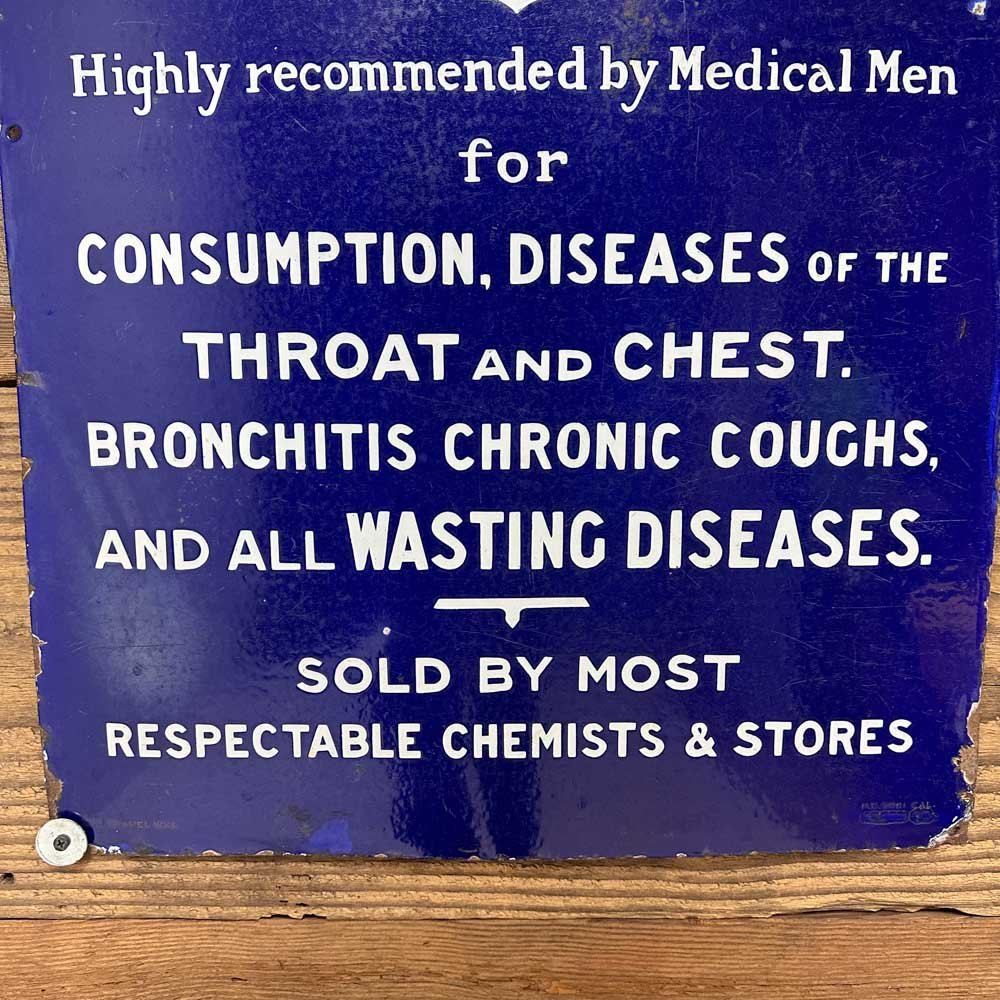 Highly recommended by Medical Men
for
CONSUMPTION, DISEASES OF THE
THROAT AND CHEST.
BRONCHITIS CHRONIC COUGHS,
AND ALL WASTING DISEASES.
SOLD BY MOST
RESPECTABLE CHEMISTS & STORES